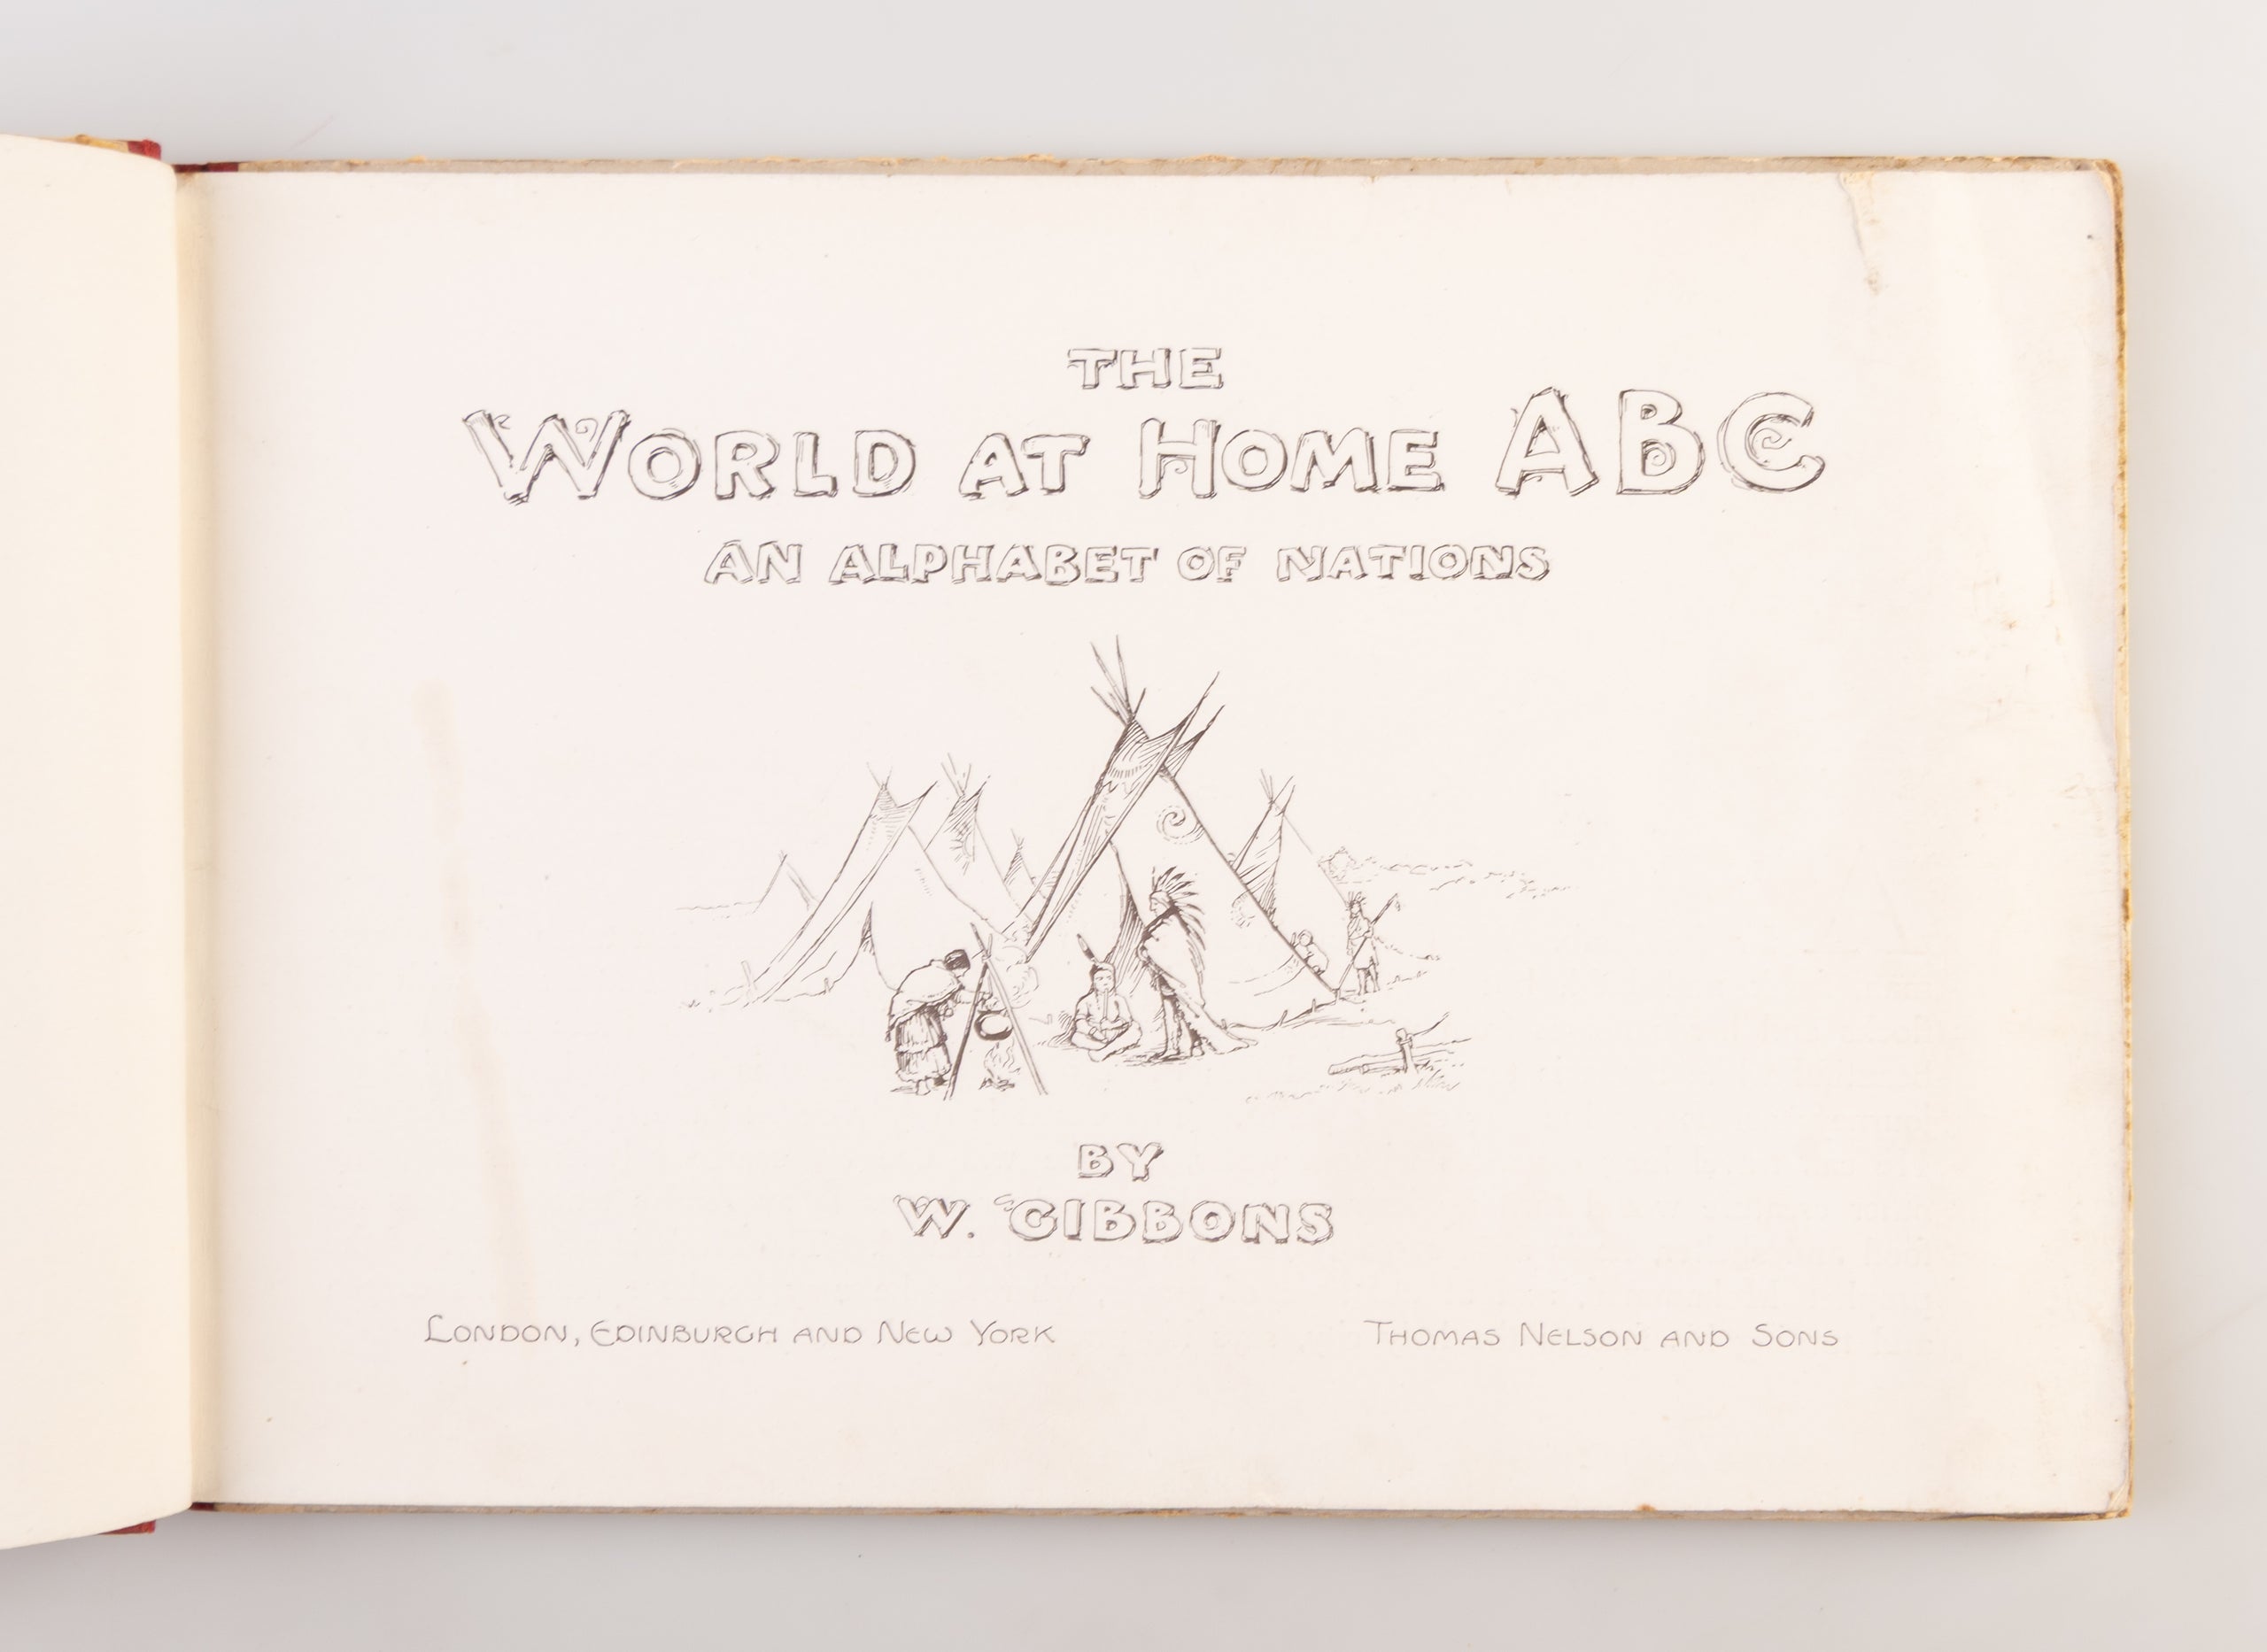 THE
WORLD AT HOME ABC
AN ALPHABET OF NATIONS
BY
W. GIBBONS
LONDON, EDINBURGH AND NEW YORK
THOMAS NELSON AND SONS